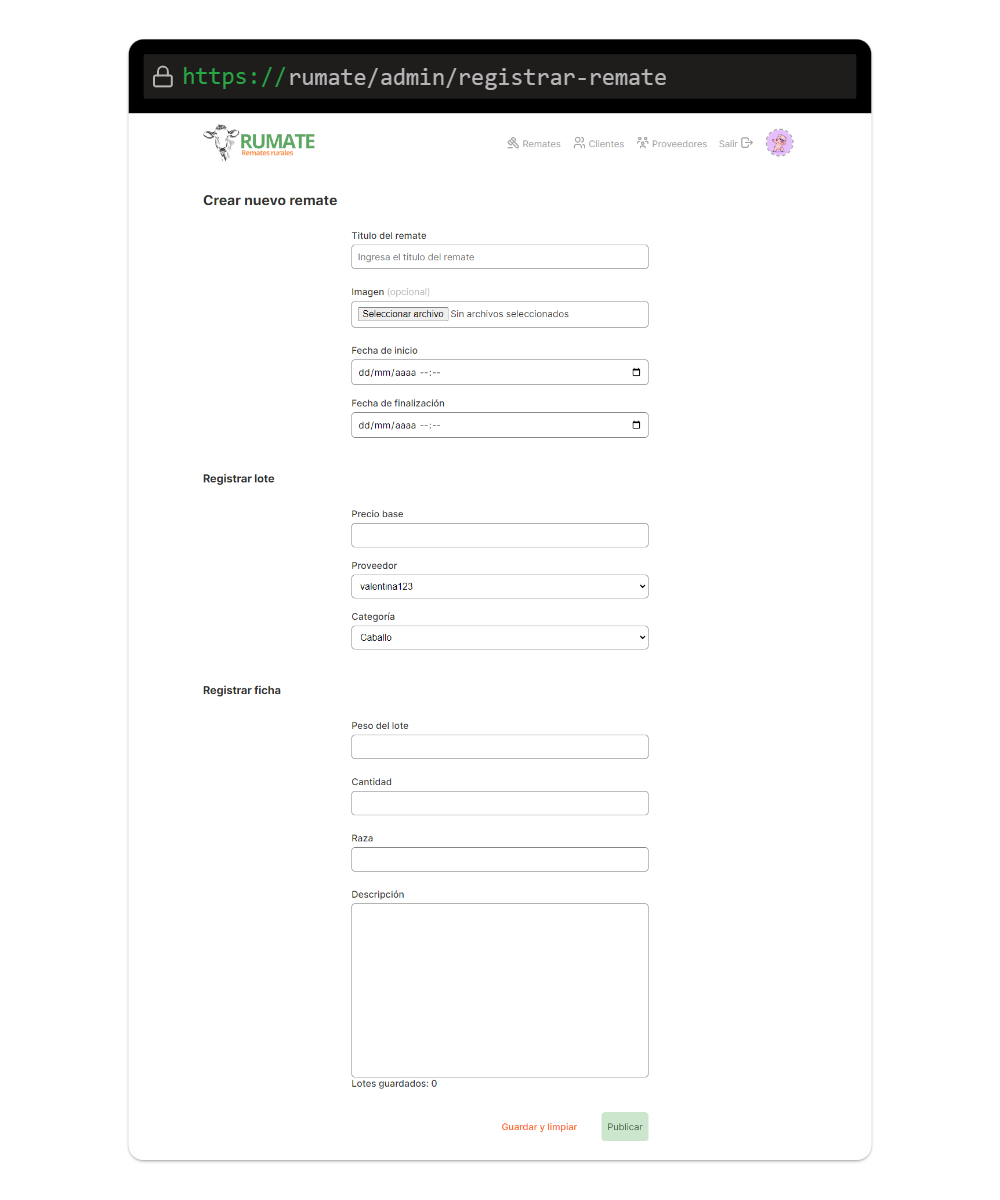 https://rumate/admin/registrar-remate
RUMATE
Remates rurales
Remates Clientes Proveedores Salir
Crear nuevo remate
Titulo del remate
Ingresa el titulo del remate
Imagen (opcional)
Seleccionar archivo Sin archivos seleccionados
Fecha de inicio
dd/mm/aaaa --:--
Fecha de finalización
dd/mm/aaaa --:--
Registrar lote
Precio base
Proveedor
valentina123
Categoría
Caballo
Registrar ficha
Peso del lote
Cantidad
Raza
Descripción
Lotes guardados: 0
Guardar y limpiar Publicar